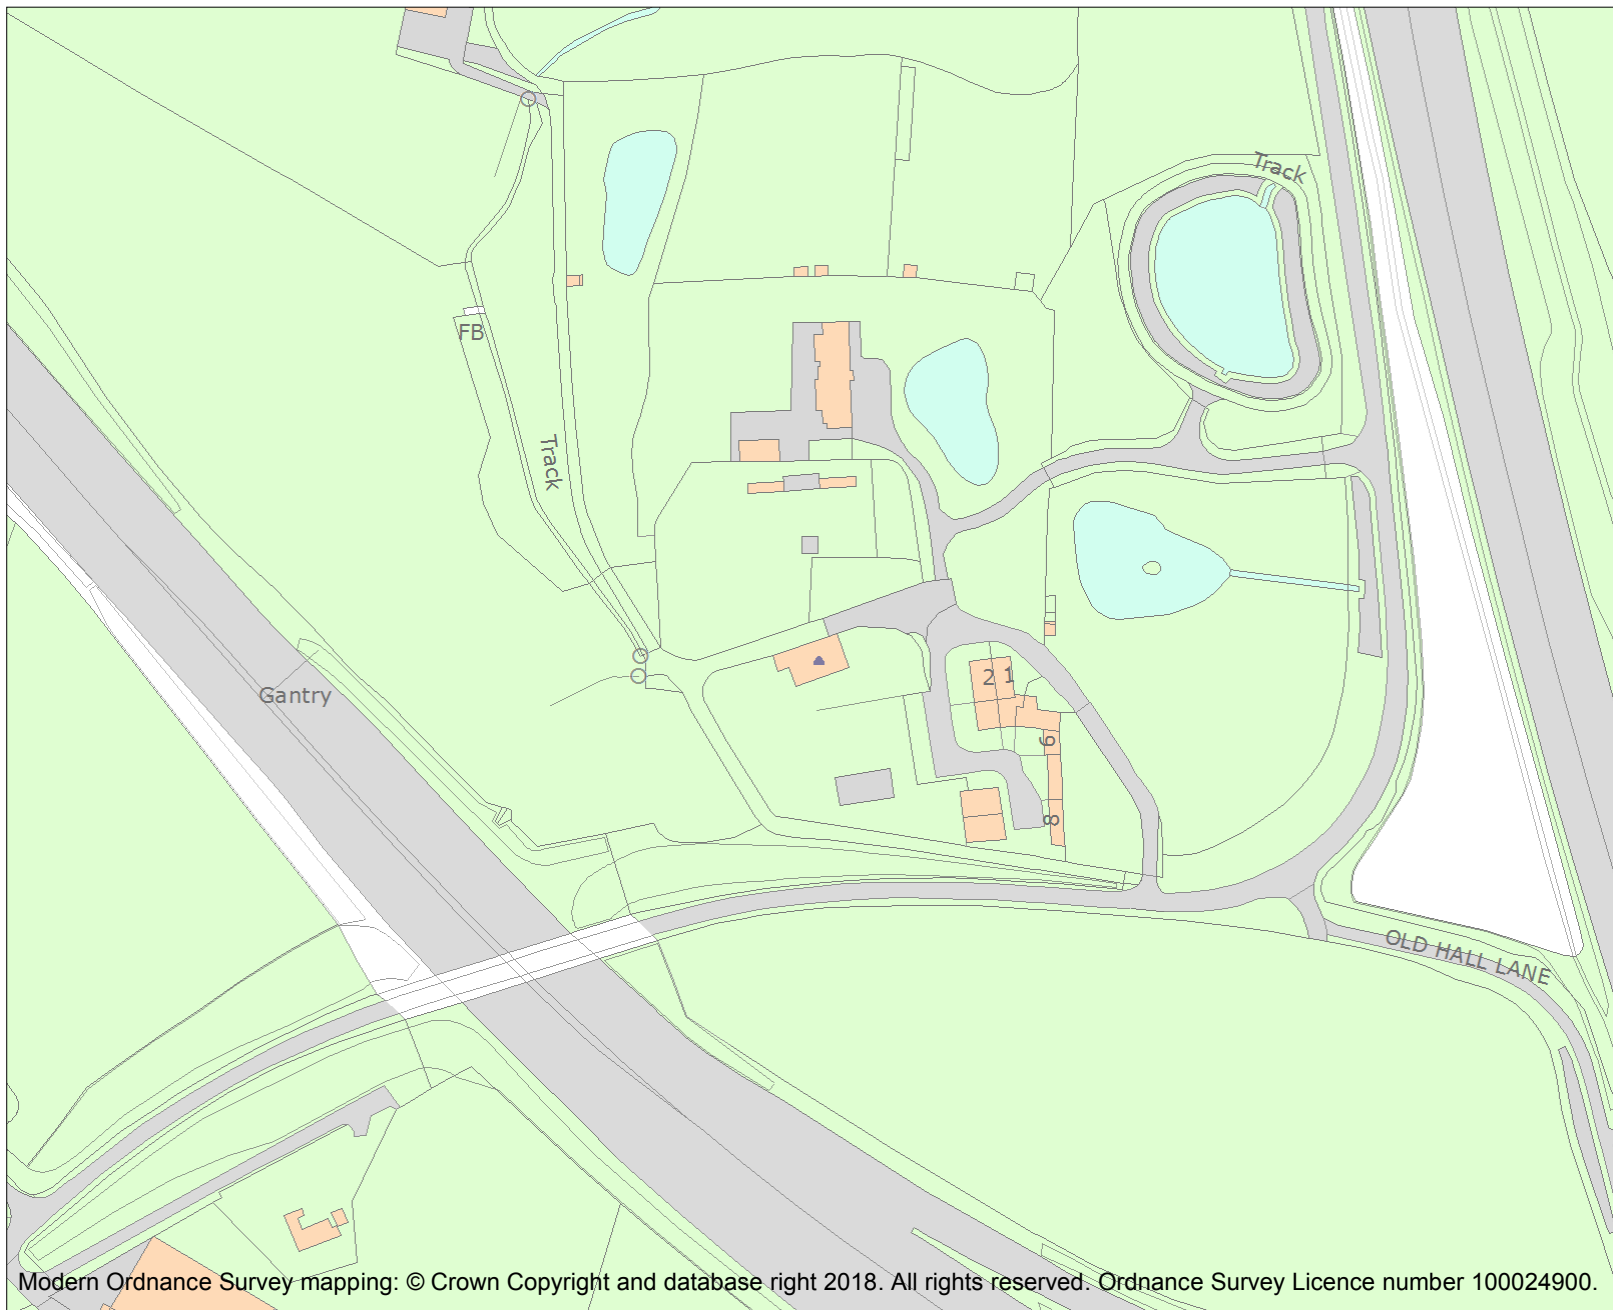 Track
FB
Track
Gantry
2 1
9
8
OLD HALL LANE
Modern Ordnance Survey mapping: © Crown Copyright and database right 2018. All rights reserved. Ordnance Survey Licence number 100024900.